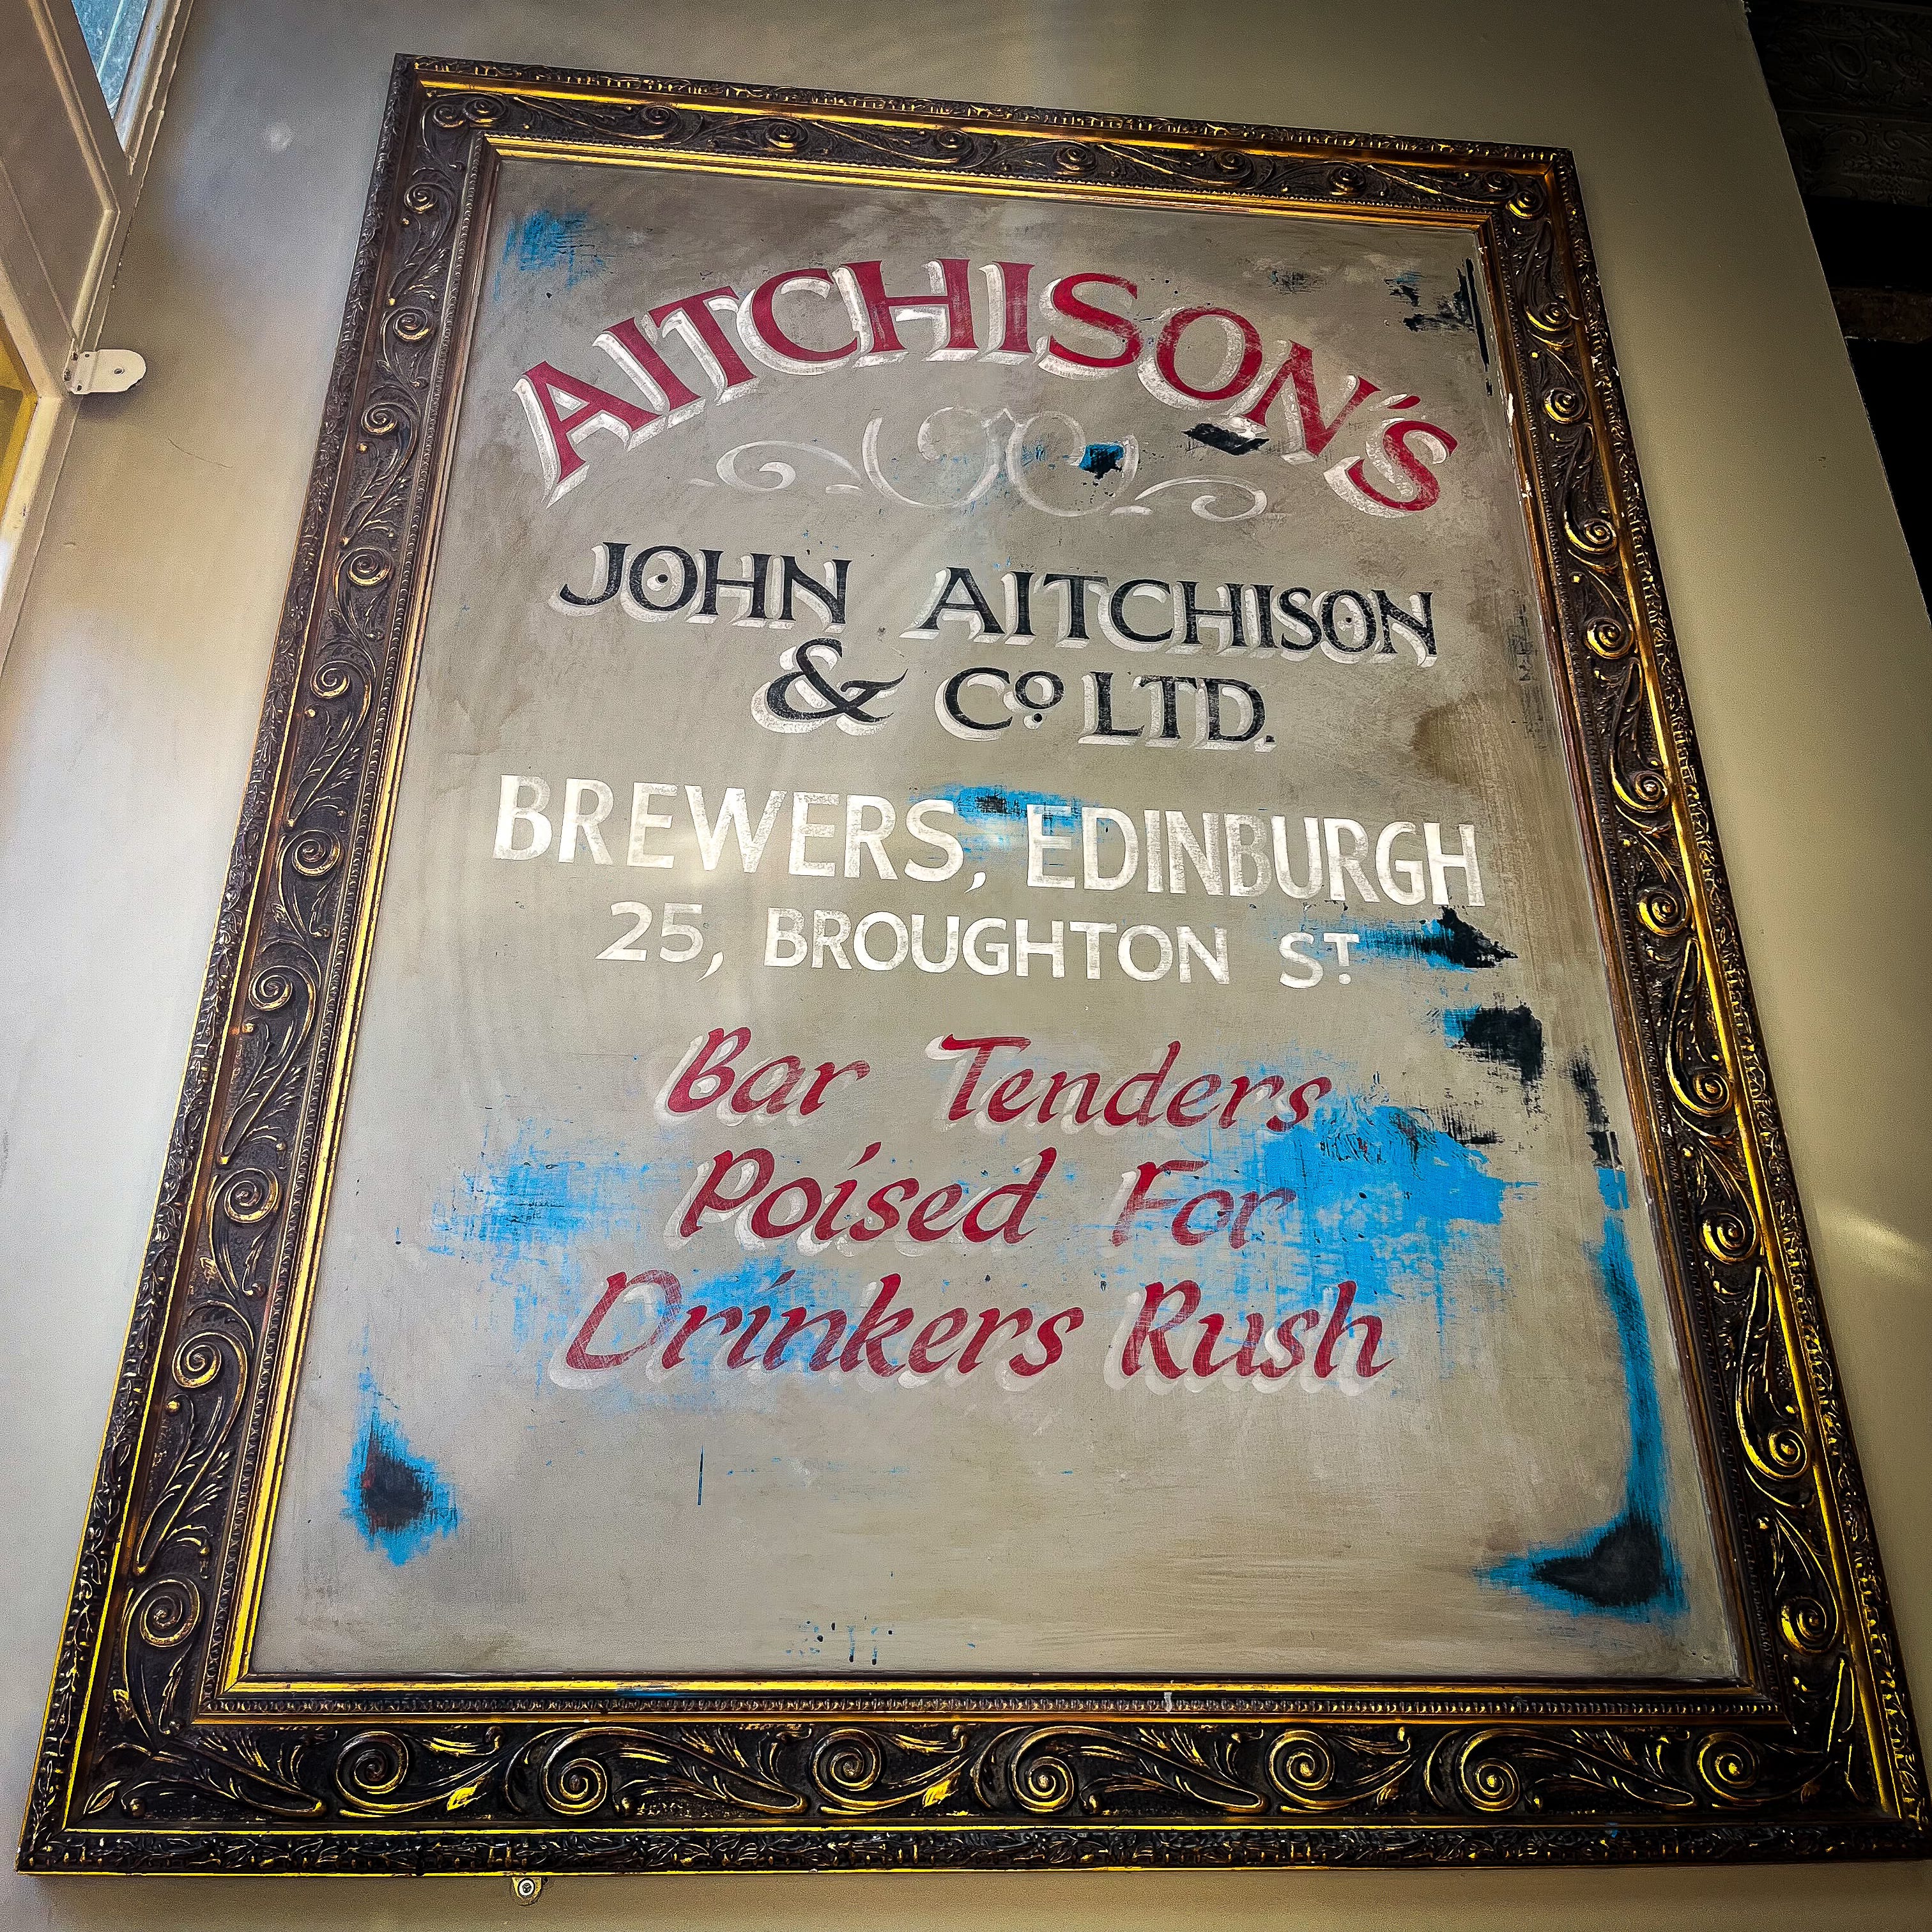 AITCHISON'S
JOHN AITCHISON
& Co LTD.
BREWERS, EDINBURGH
25, BROUGHTON ST
Bar Tenders
Poised For
Drinkers Rush